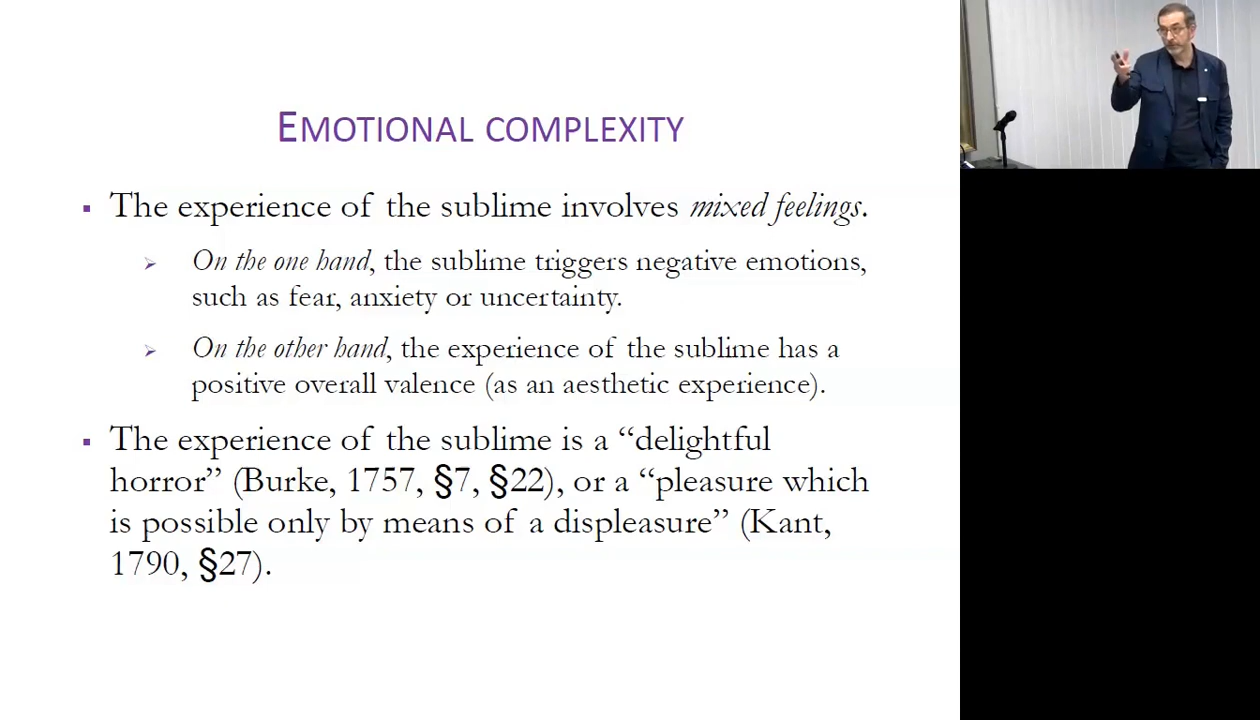 EMOTIONAL COMPLEXITY
The experience of the sublime involves mixed feelings.
On the one hand, the sublime triggers negative emotions,
such as fear, anxiety or uncertainty.
On the other hand, the experience of the sublime has a
positive overall valence (as an aesthetic experience).
The experience of the sublime is a “delightful
horror” (Burke, 1757, §7, §22), or a “pleasure which
is possible only by means of a displeasure” (Kant,
1790, §27).